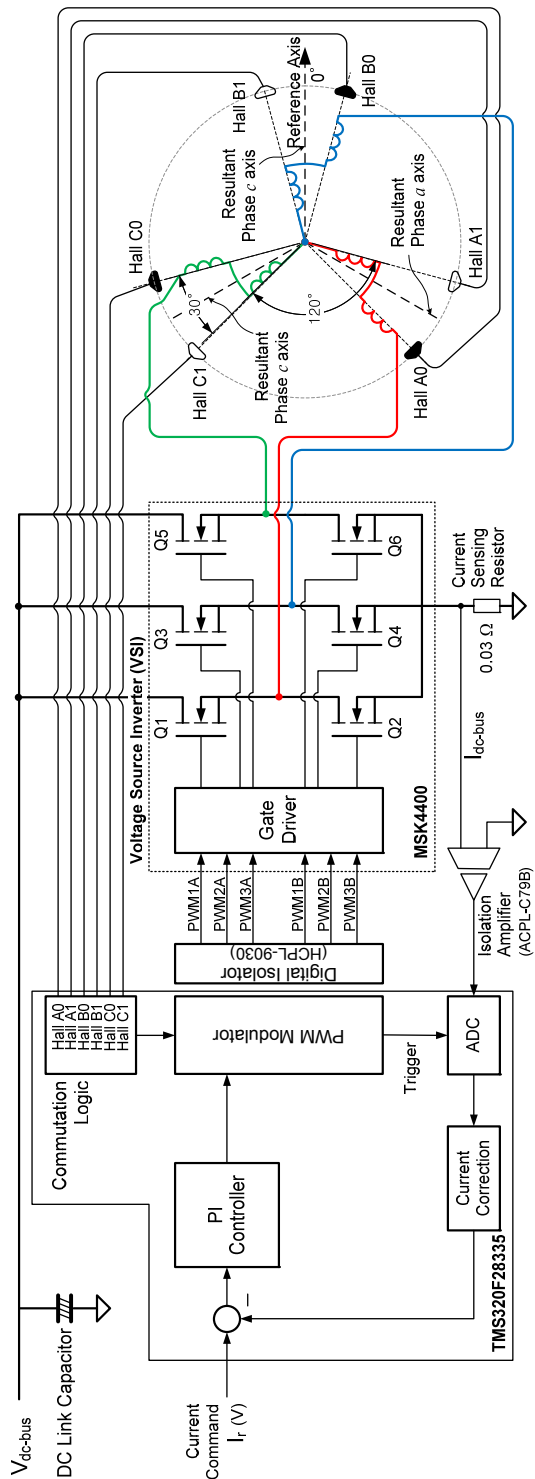 V dc-bus
DC Link Capacitor
Current
Command
I r (V)
−
PI
Controller
Commutation
Logic
Hall A0
Hall A1
Hall B0
Hall B1
Hall C0
Hall C1
PWM Modulator
Trigger
ADC
Current
Correction
TMS320F28335
Digital Isolator
(HCPL-9030)
PWM1A
PWM2A
PWM3A
PWM1B
PWM2B
PWM3B
Isolation
Amplifier
(ACPL-C79B)
Voltage Source Inverter (VSI)
Gate
Driver
MSK4400
Q1
Q3
Q5
Q2
Q4
Q6
I dc-bus
0.03 Ω
Current
Sensing
Resistor
Hall C1
Hall C0
30°
Resultant
Phase c axis
120°
Hall A0
Hall A1
Resultant
Phase a axis
Resultant
Phase c axis
Hall B1
Reference Axis
0°
Hall B0